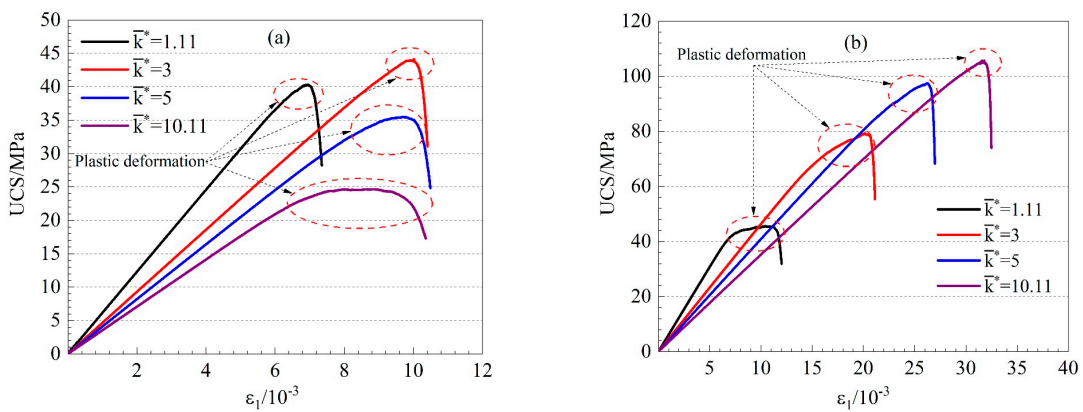 (a)
k̅*=1.11
k̅*=3
k̅*=5
k̅*=10.11
Plastic deformation
UCS/MPa
50
45
40
35
30
25
20
15
10
5
0
0 2 4 6 8 10 12
ε₁/10⁻³
(b)
Plastic deformation
k̅*=1.11
k̅*=3
k̅*=5
k̅*=10.11
UCS/MPa
120
100
80
60
40
20
0
5 10 15 20 25 30 35 40
ε₁/10⁻³